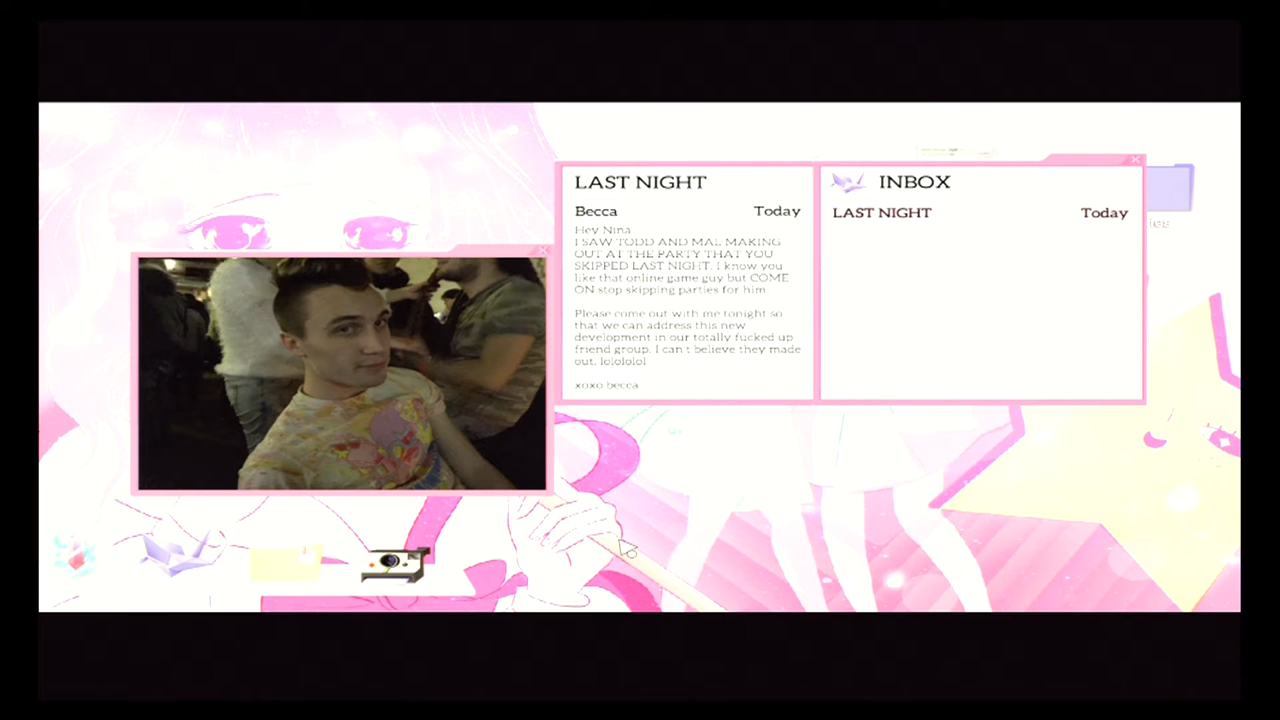 LAST NIGHT
Becca Today
Hey Nina
I SAW TODD AND MAL MAKING
OUT AT THE PARTY THAT YOU
SKIPPED LAST NIGHT. I know you
like that online game guy but COME
ON stop skipping parties for him.
Please come out with me tonight so
that we can address this new
development in our totally fucked up
friend group. I can't believe they made
out. lolololol
xoxo becca
INBOX
LAST NIGHT Today